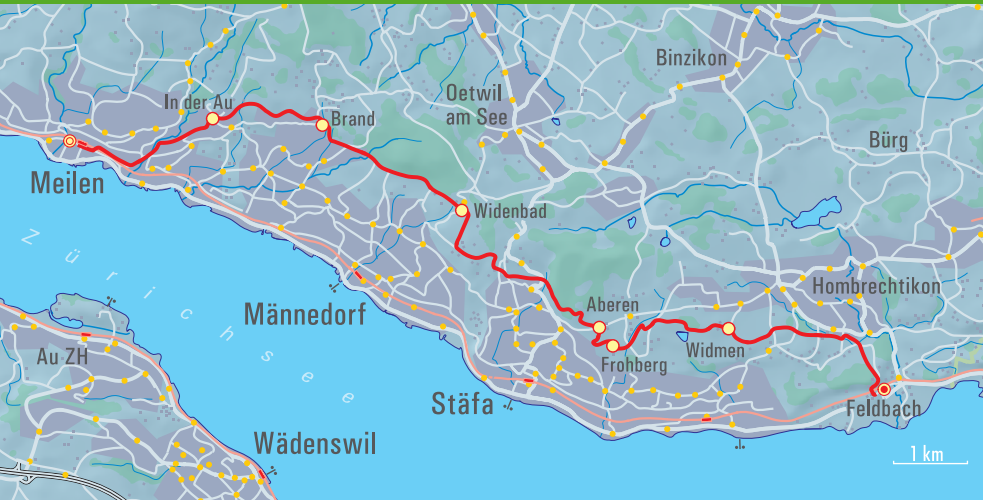 Binzikon
Oetwil
am See
In der Au
Brand
Bürg
Meilen
Widenbad
Zürichsee
Hombrechtikon
Aberen
Männedorf
Widmen
Au ZH
Frohberg
Stäfa
Feldbach
Wädenswil
1 km